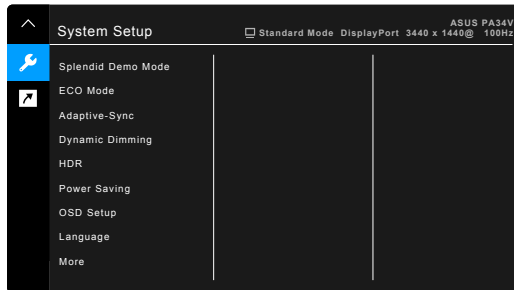 ASUS PA34V
System Setup
Standard Mode DisplayPort 3440 x 1440@ 100Hz
Splendid Demo Mode
ECO Mode
Adaptive-Sync
Dynamic Dimming
HDR
Power Saving
OSD Setup
Language
More